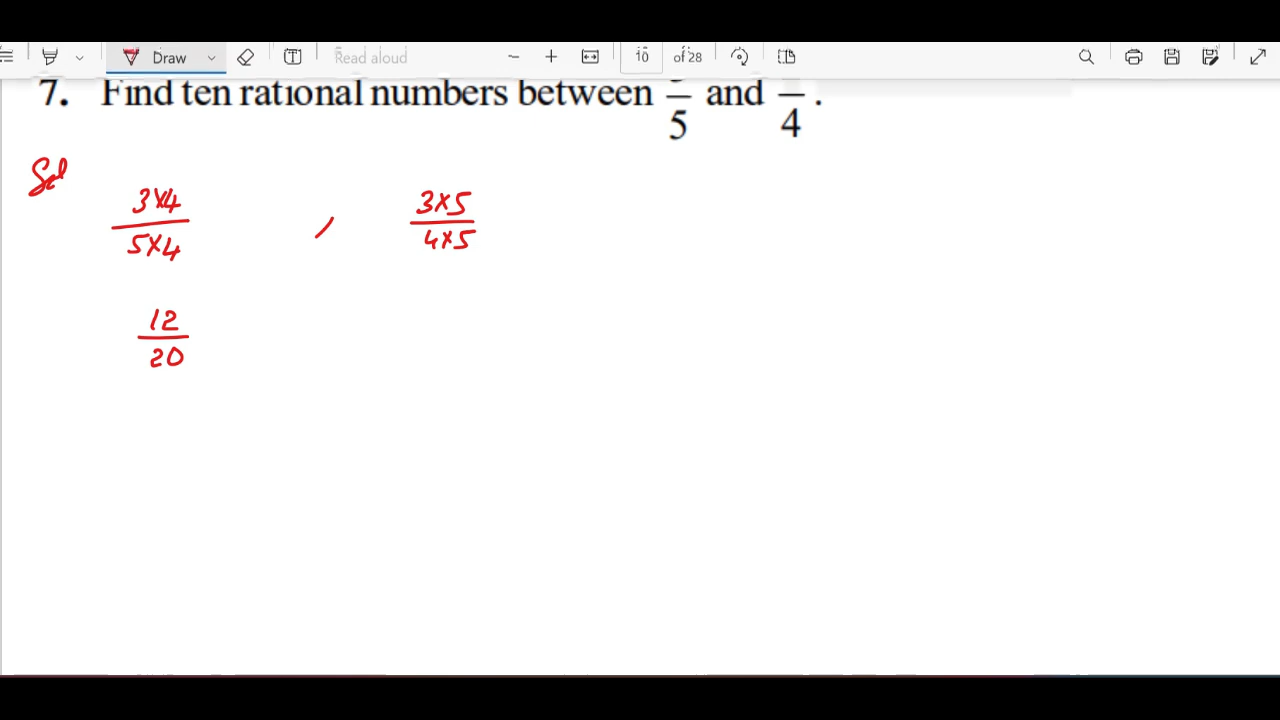 Draw Read aloud 10 of 28
7. Find ten rational numbers between /5 and /4 .
Sol
3×4/5×4 , 3×5/4×5
12/20